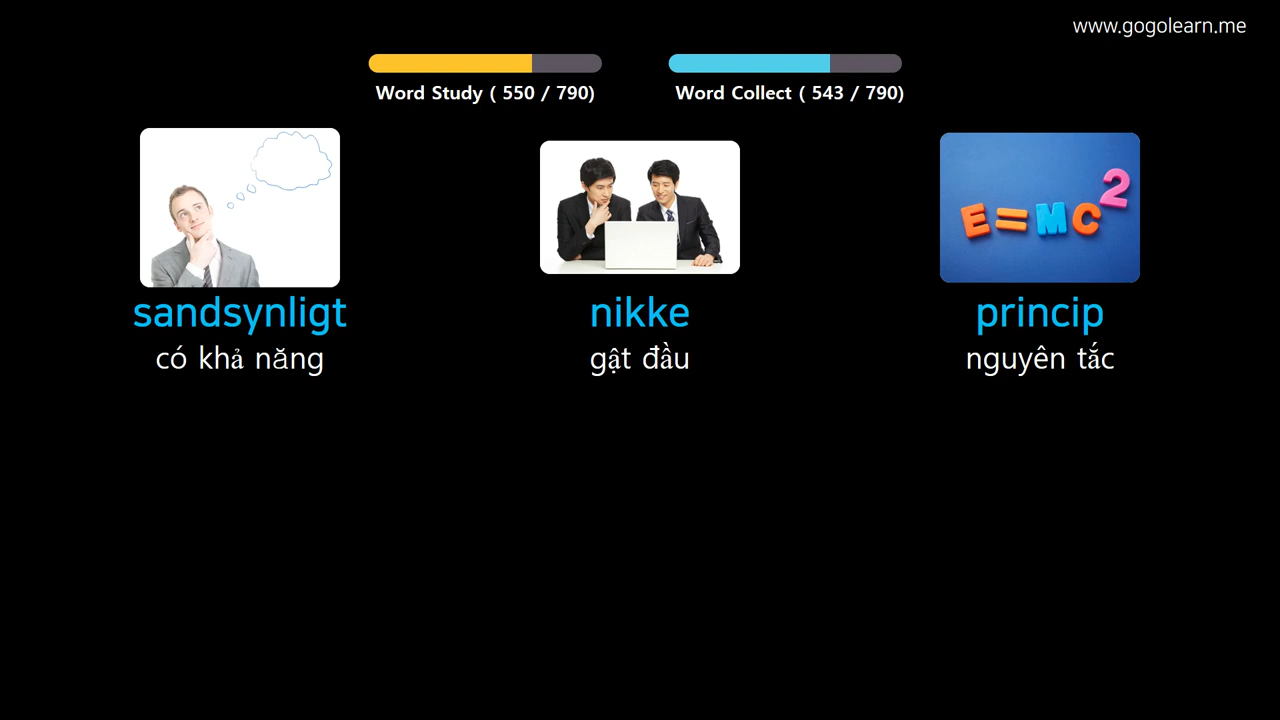 www.gogolearn.me
Word Study ( 550 / 790)
Word Collect ( 543 / 790)
E=MC2
sandsynligt
nikke
princip
có khả năng
gật đầu
nguyên tắc